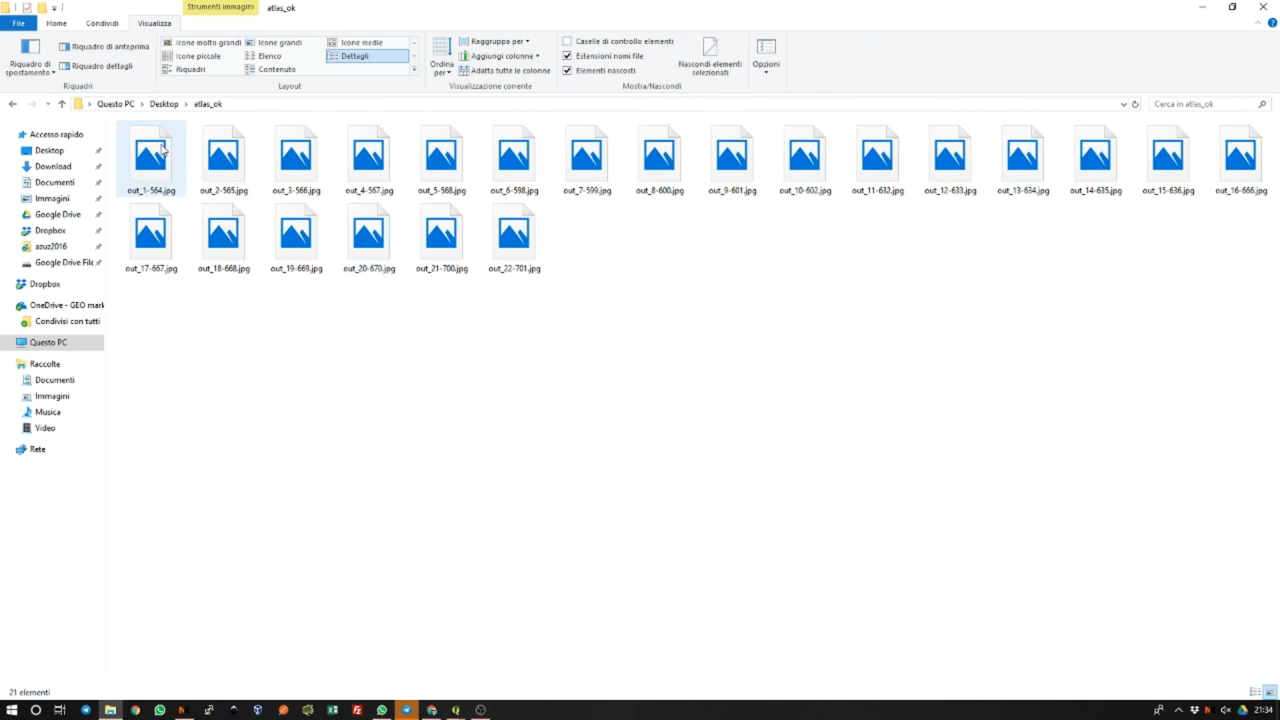 Strumenti immagini
atlas_ok
File
Home
Condividi
Visualizza
Riquadro di spostamento
Riquadro di anteprima
Riquadro dettagli
Riquadri
Icone molto grandi
Icone grandi
Icone medie
Icone piccole
Elenco
Dettagli
Riquadri
Contenuto
Layout
Ordina per
Raggruppa per
Aggiungi colonne
Adatta tutte le colonne
Visualizzazione corrente
Caselle di controllo elementi
Estensioni nomi file
Elementi nascosti
Nascondi elementi selezionati
Mostra/Nascondi
Opzioni
Questo PC
Desktop
atlas_ok
Cerca in atlas_ok
Accesso rapido
Desktop
Download
Documenti
Immagini
Google Drive
Dropbox
azuz2016
Google Drive File
Dropbox
OneDrive - GEO mark
Condivisi con tutti
Questo PC
Raccolte
Documenti
Immagini
Musica
Video
Rete
out_1-564.jpg
out_2-565.jpg
out_3-566.jpg
out_4-567.jpg
out_5-568.jpg
out_6-598.jpg
out_7-599.jpg
out_8-600.jpg
out_9-601.jpg
out_10-602.jpg
out_11-632.jpg
out_12-633.jpg
out_13-634.jpg
out_14-635.jpg
out_15-636.jpg
out_16-666.jpg
out_17-667.jpg
out_18-668.jpg
out_19-669.jpg
out_20-670.jpg
out_21-700.jpg
out_22-701.jpg
21 elementi
21:34